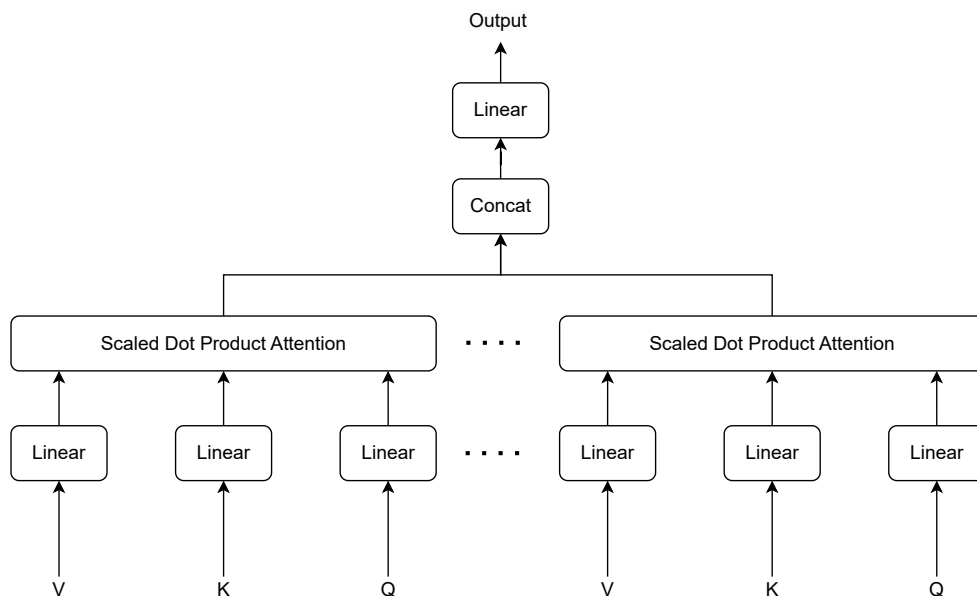 Output
Linear
Concat
Scaled Dot Product Attention
. . . .
Scaled Dot Product Attention
Linear
Linear
Linear
. . . .
Linear
Linear
Linear
V
K
Q
V
K
Q